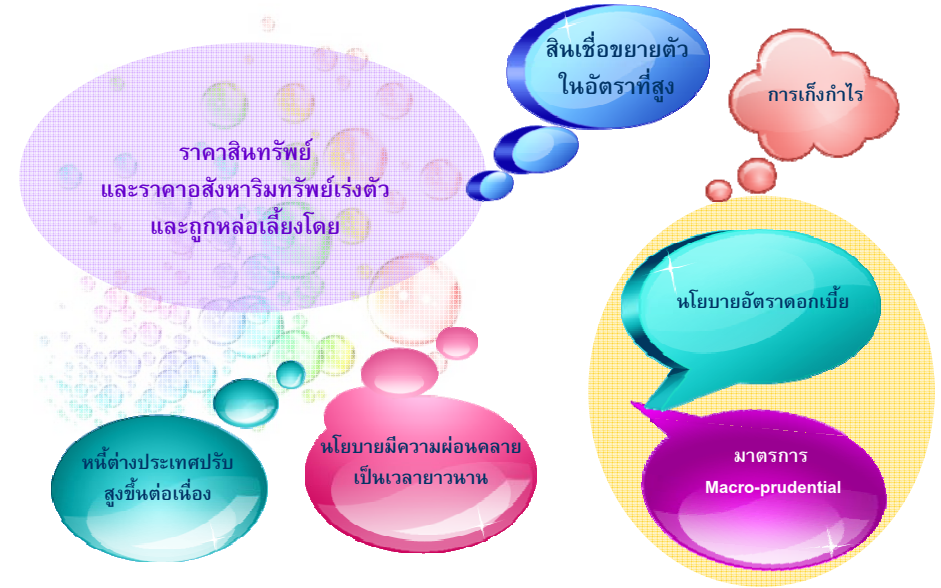 ราคาสินทรัพย์
และราคาอสังหาริมทรัพย์เร่งตัว
และถูกหล่อเลี้ยงโดย
สินเชื่อขยายตัว
ในอัตราที่สูง
การเก็งกำไร
นโยบายอัตราดอกเบี้ย
มาตรการ
Macro-prudential
นโยบายมีความผ่อนคลาย
เป็นเวลายาวนาน
หนี้ต่างประเทศปรับ
สูงขึ้นต่อเนื่อง